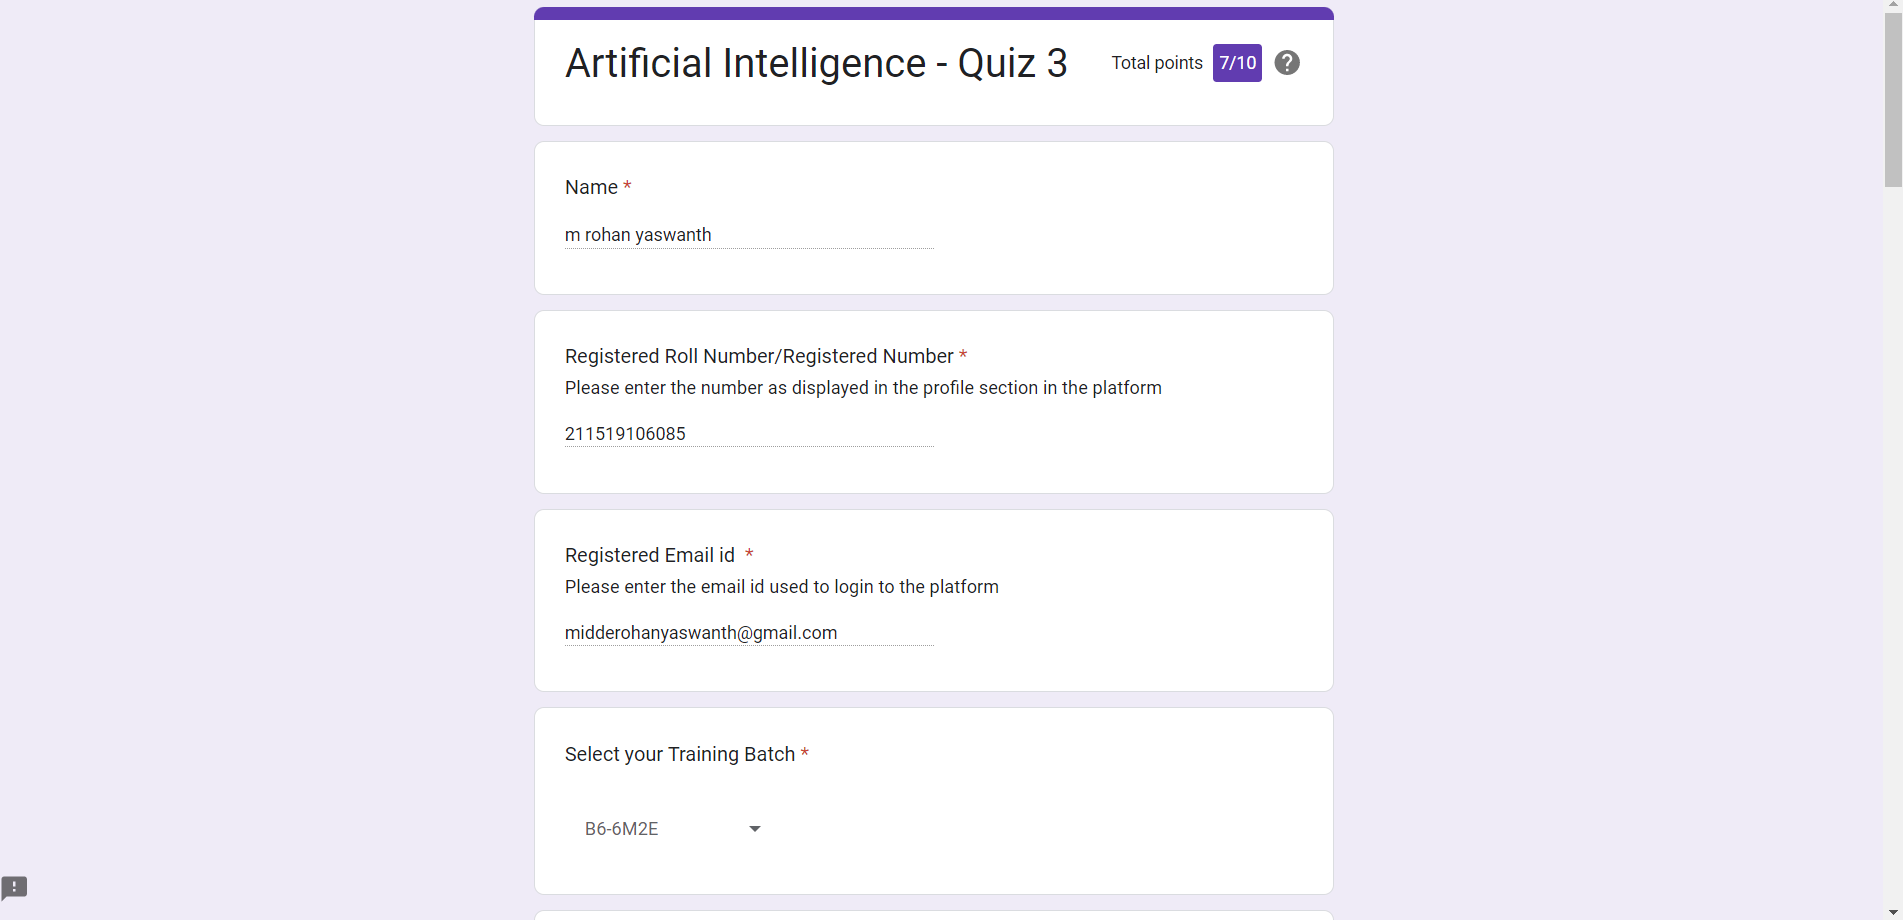 Artificial Intelligence - Quiz 3
Total points 7/10
Name *
m rohan yaswanth
Registered Roll Number/Registered Number *
Please enter the number as displayed in the profile section in the platform
211519106085
Registered Email id *
Please enter the email id used to login to the platform
midderohanyaswanth@gmail.com
Select your Training Batch *
B6-6M2E